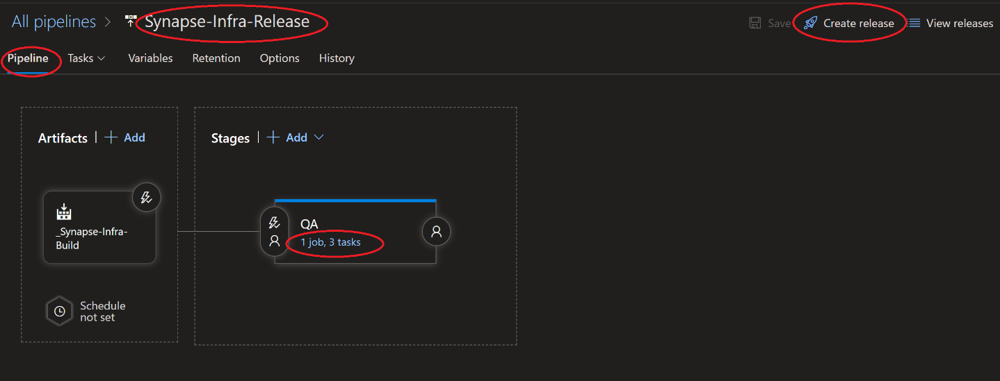 All pipelines > Synapse-Infra-Release
Save Create release View releases
Pipeline Tasks Variables Retention Options History
Artifacts | + Add
Stages | + Add
_Synapse-Infra-
Build
QA
1 job, 3 tasks
Schedule
not set